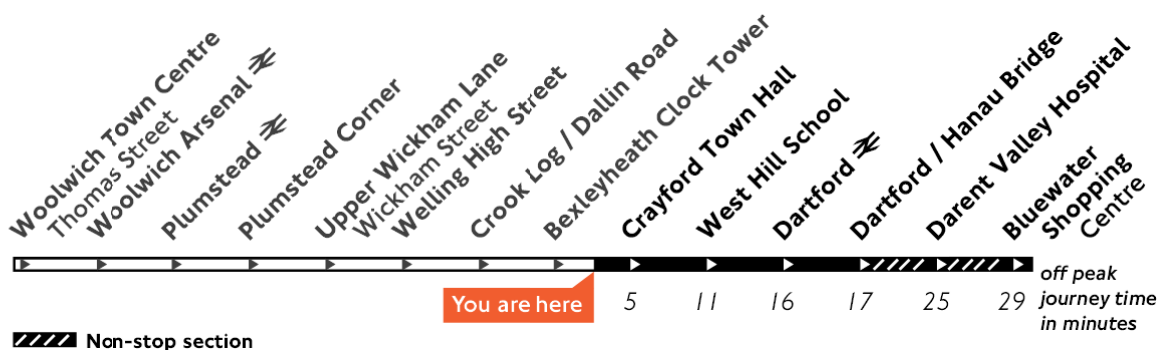 Woolwich Town Centre
Thomas Street
Woolwich Arsenal
Plumstead
Plumstead Corner
Upper Wickham Lane
Wickham Street
Welling High Street
Crook Log / Dallin Road
Bexleyheath Clock Tower
Crayford Town Hall
West Hill School
Dartford
Dartford / Hanau Bridge
Darent Valley Hospital
Bluewater
Shopping
Centre
You are here
5 11 16 17 25 29
off peak
journey time
in minutes
Non-stop section